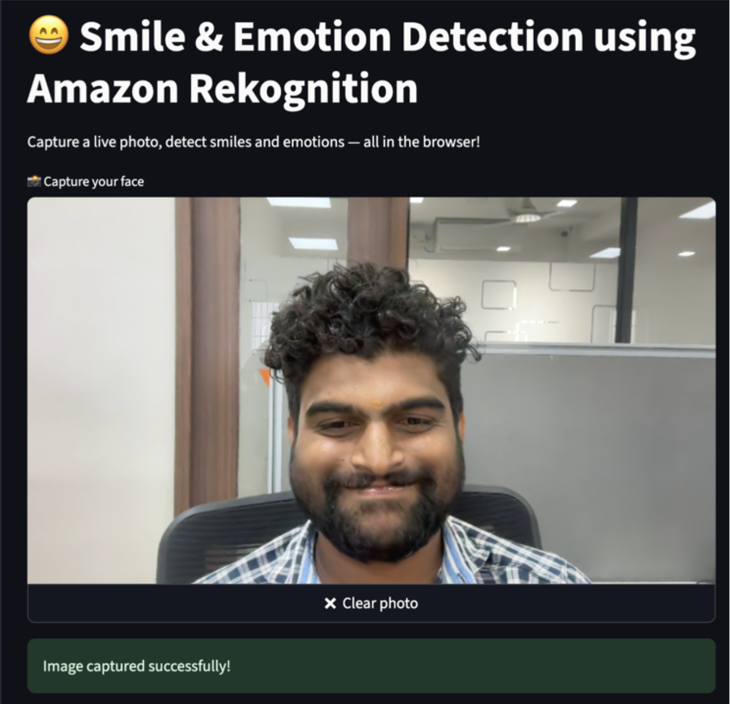 😄 Smile & Emotion Detection using
Amazon Rekognition
Capture a live photo, detect smiles and emotions — all in the browser!
📸 Capture your face
× Clear photo
Image captured successfully!